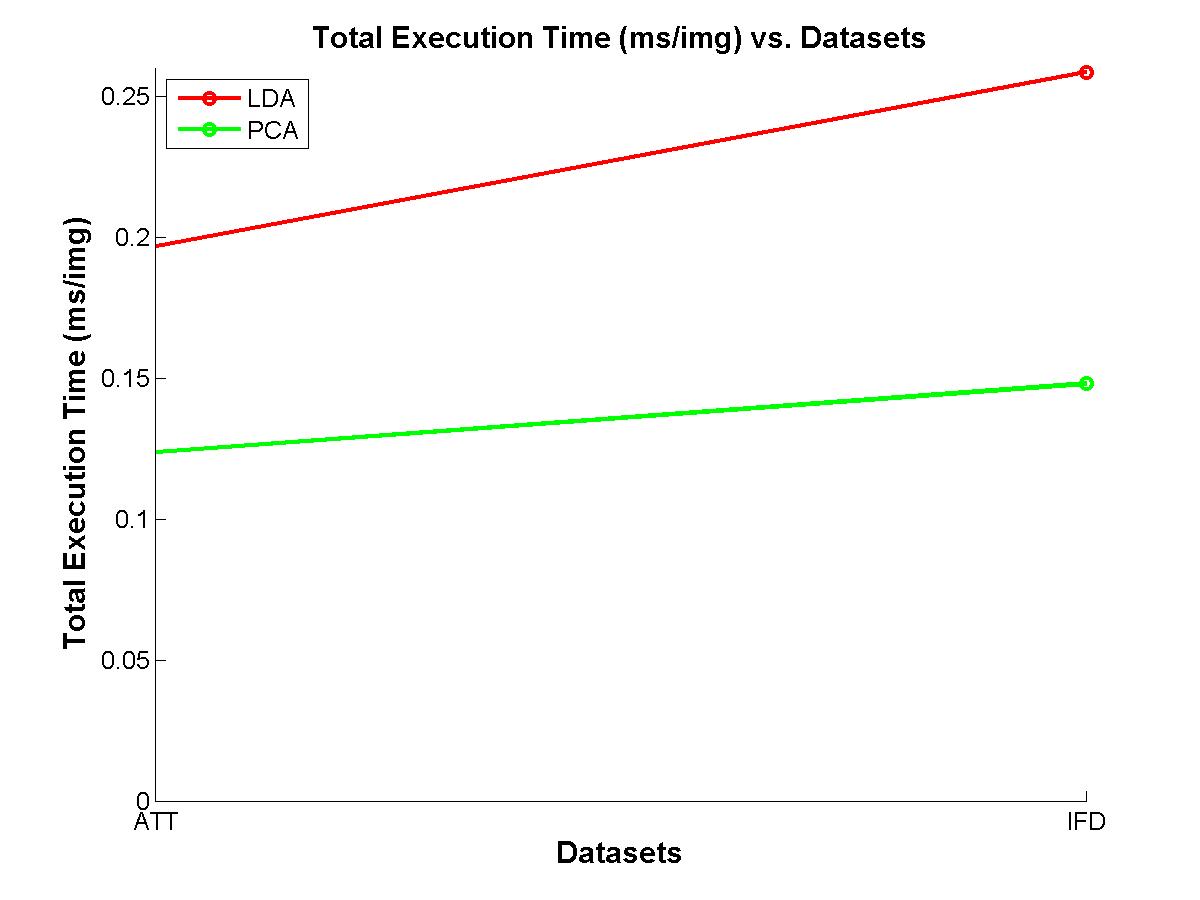 Total Execution Time (ms/img) vs. Datasets
LDA
PCA
0.25
0.2
0.15
0.1
0.05
0
Total Execution Time (ms/img)
ATT
IFD
Datasets